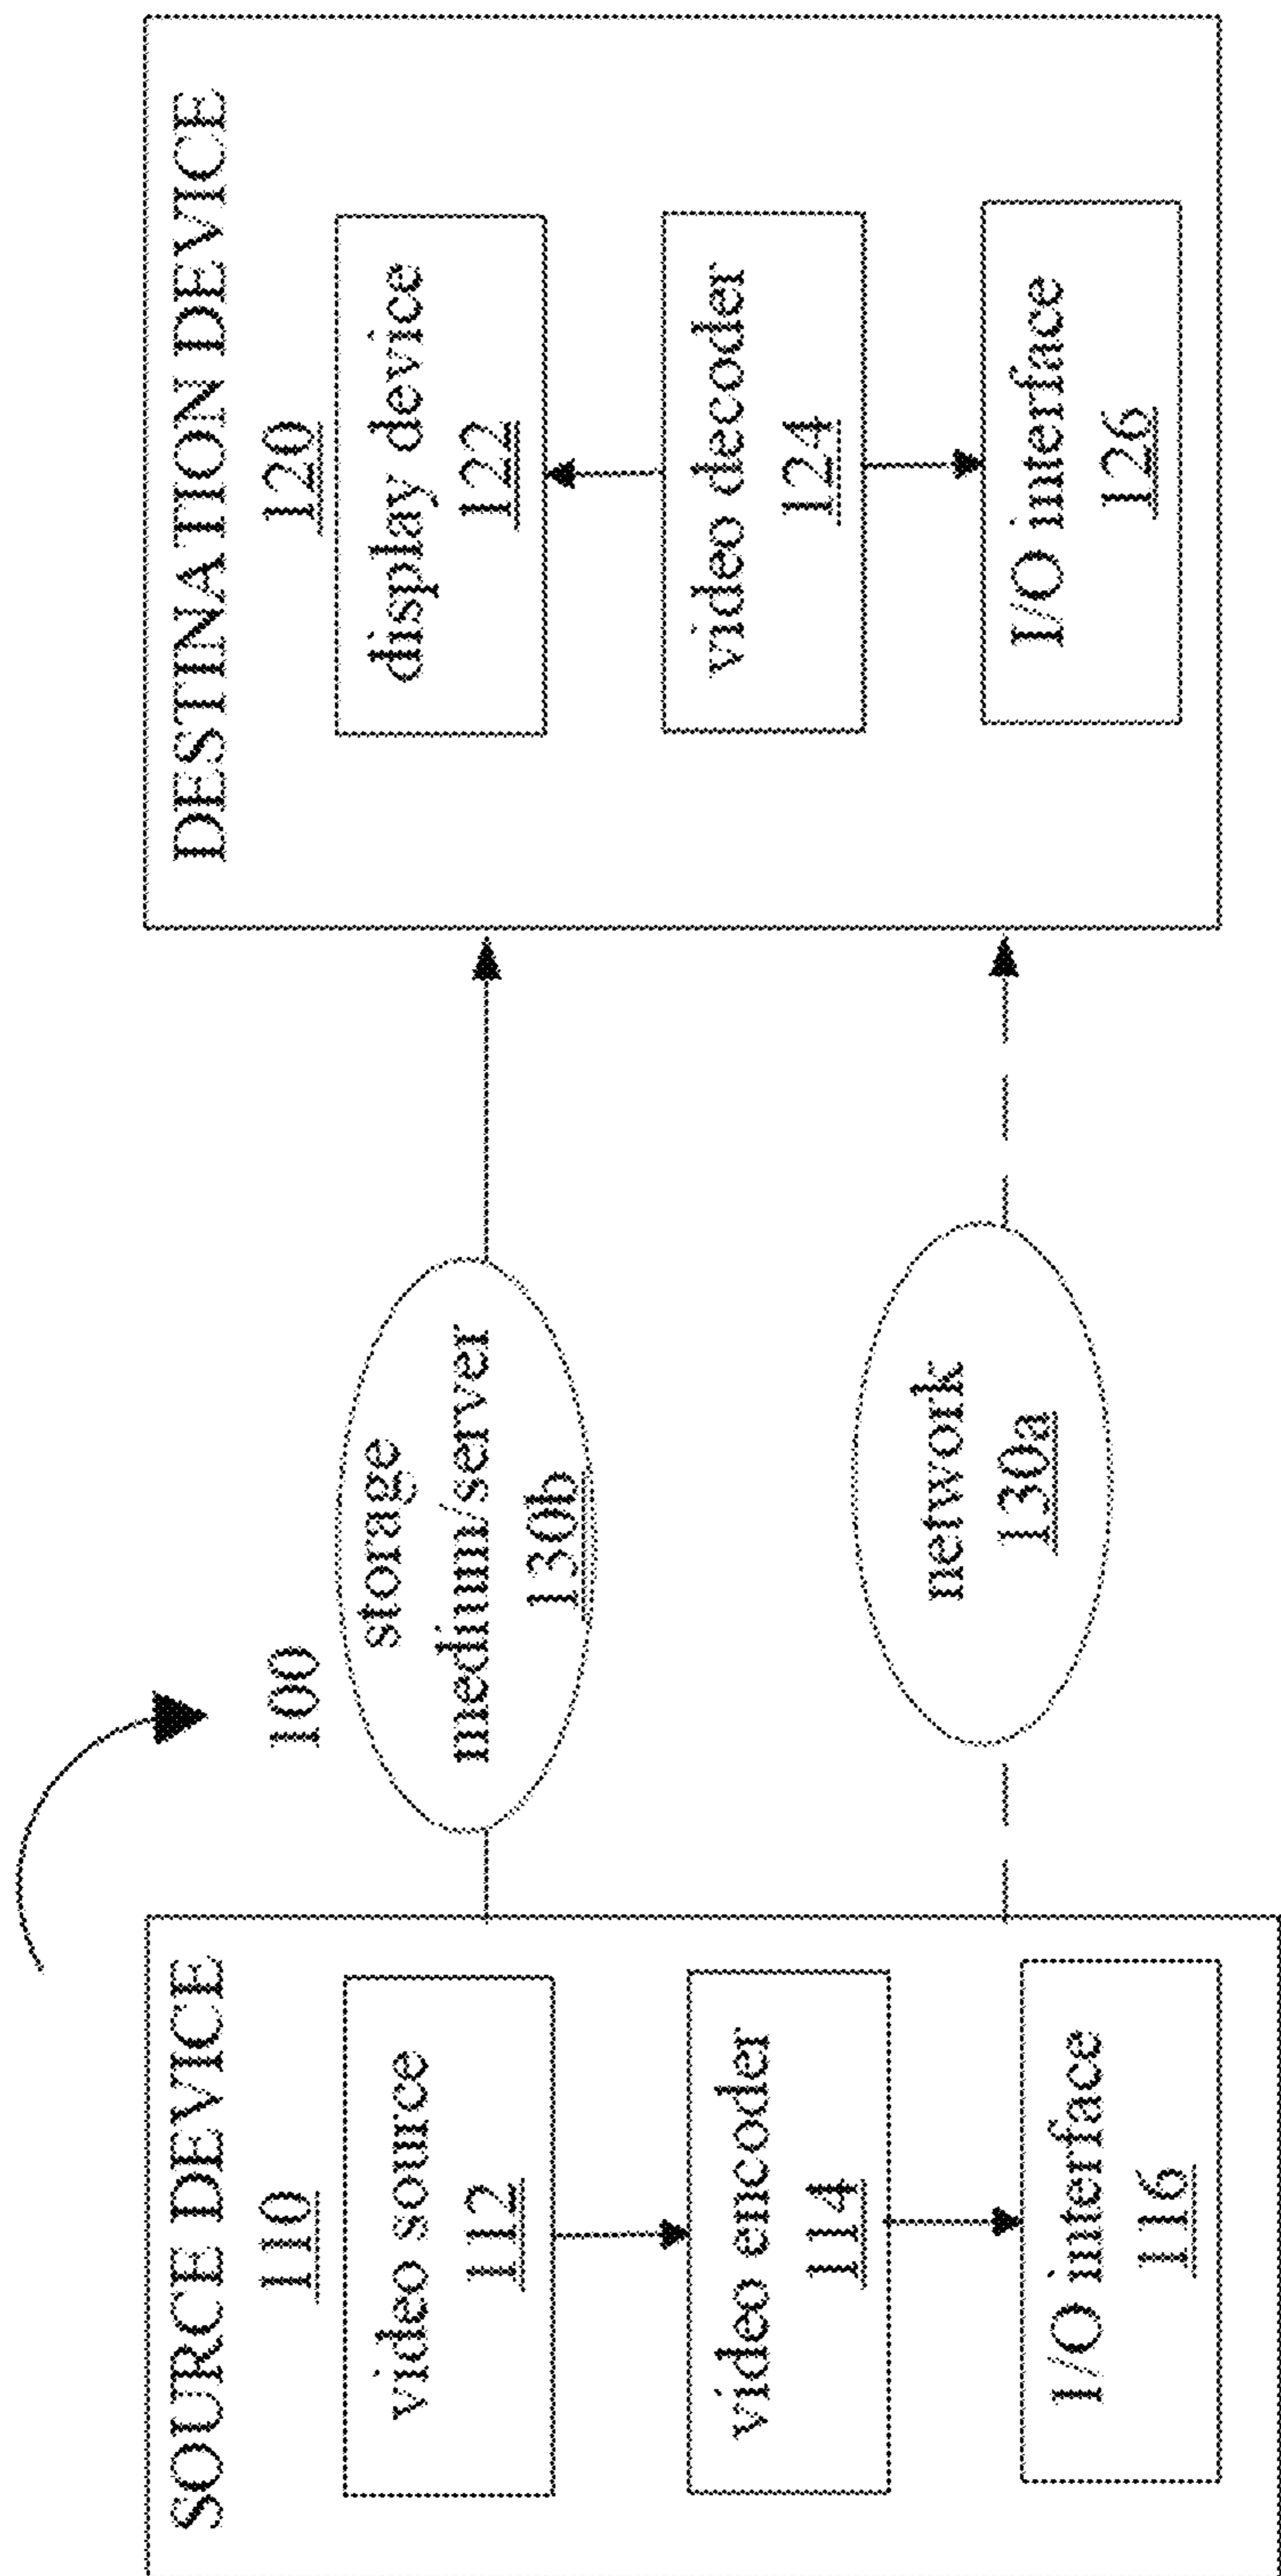 100
SOURCE DEVICE
110
video source
112
video encoder
114
I/O interface
116
storage
medium/server
130b
network
130a
DESTINATION DEVICE
120
display device
122
video decoder
124
I/O interface
126